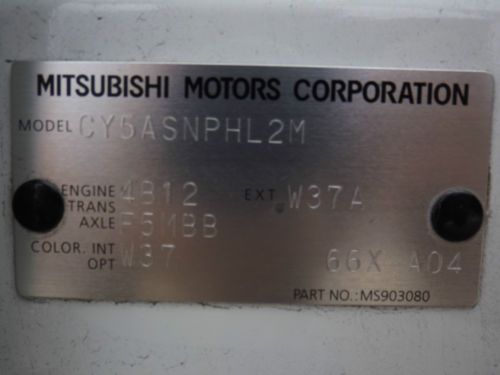 MITSUBISHI MOTORS CORPORATION
MODEL CY5ASNPHL2M
ENGINE 4B12 EXT W37A
TRANS
AXLE F5MBB
COLOR. INT W37
OPT 66X A04
PART NO.: MS903080